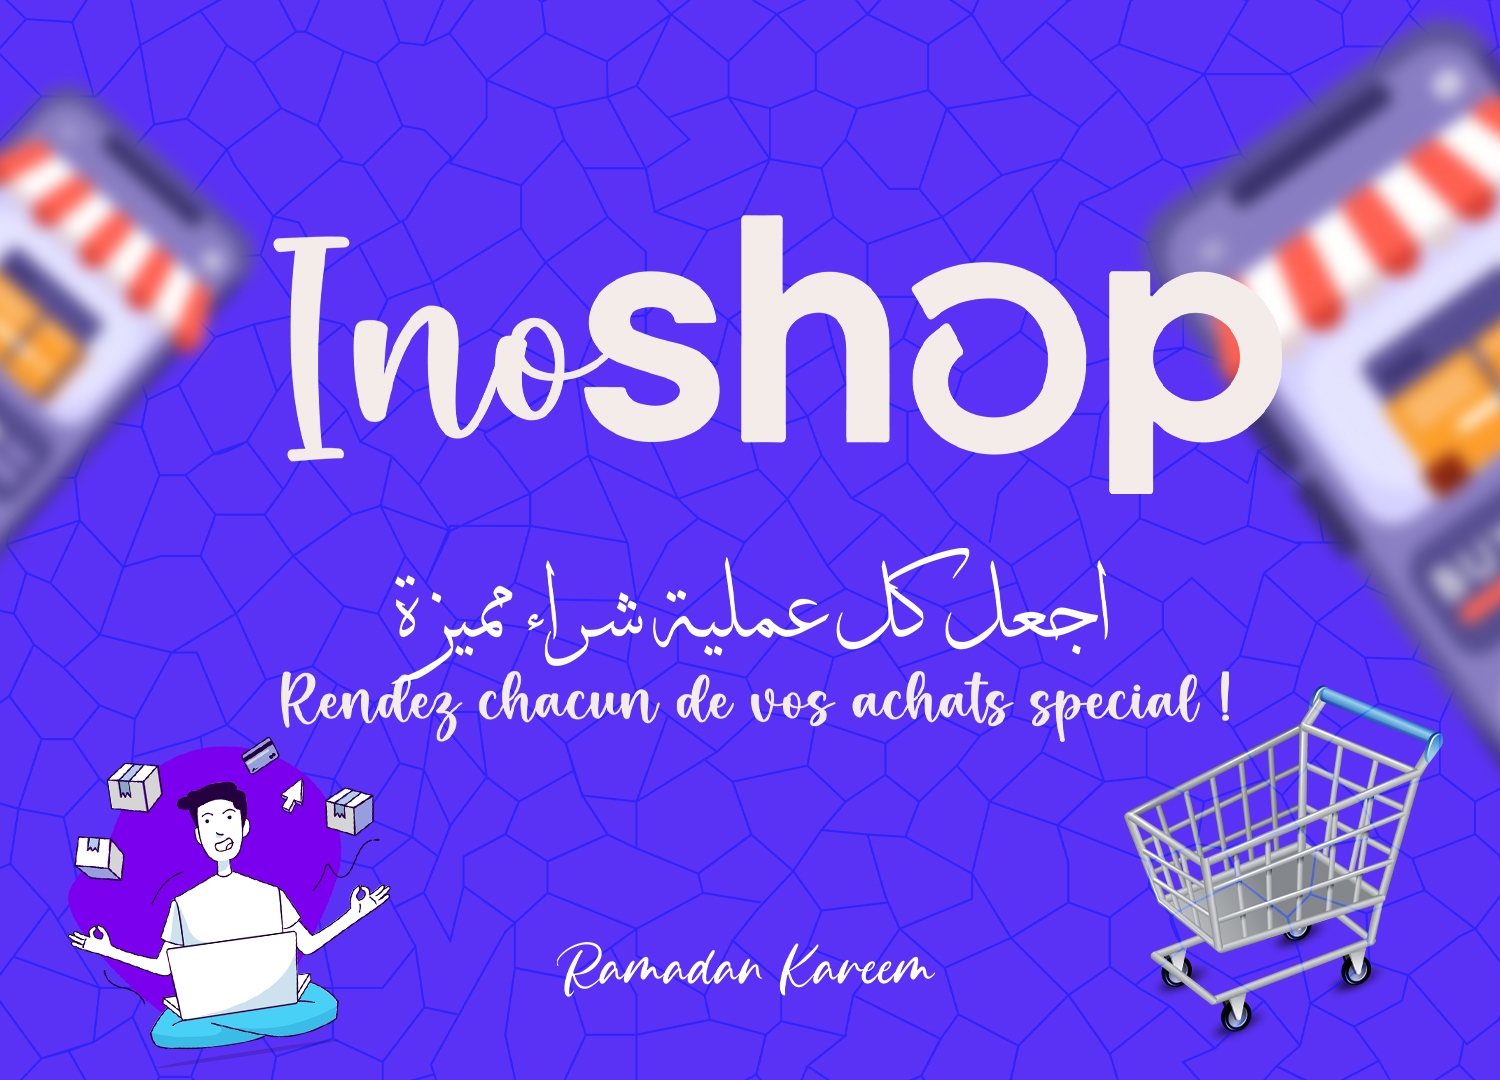 Inoshop
اجعل كل عملية شراء مميزة
Rendez chacun de vos achats special !
Ramadan Kareem